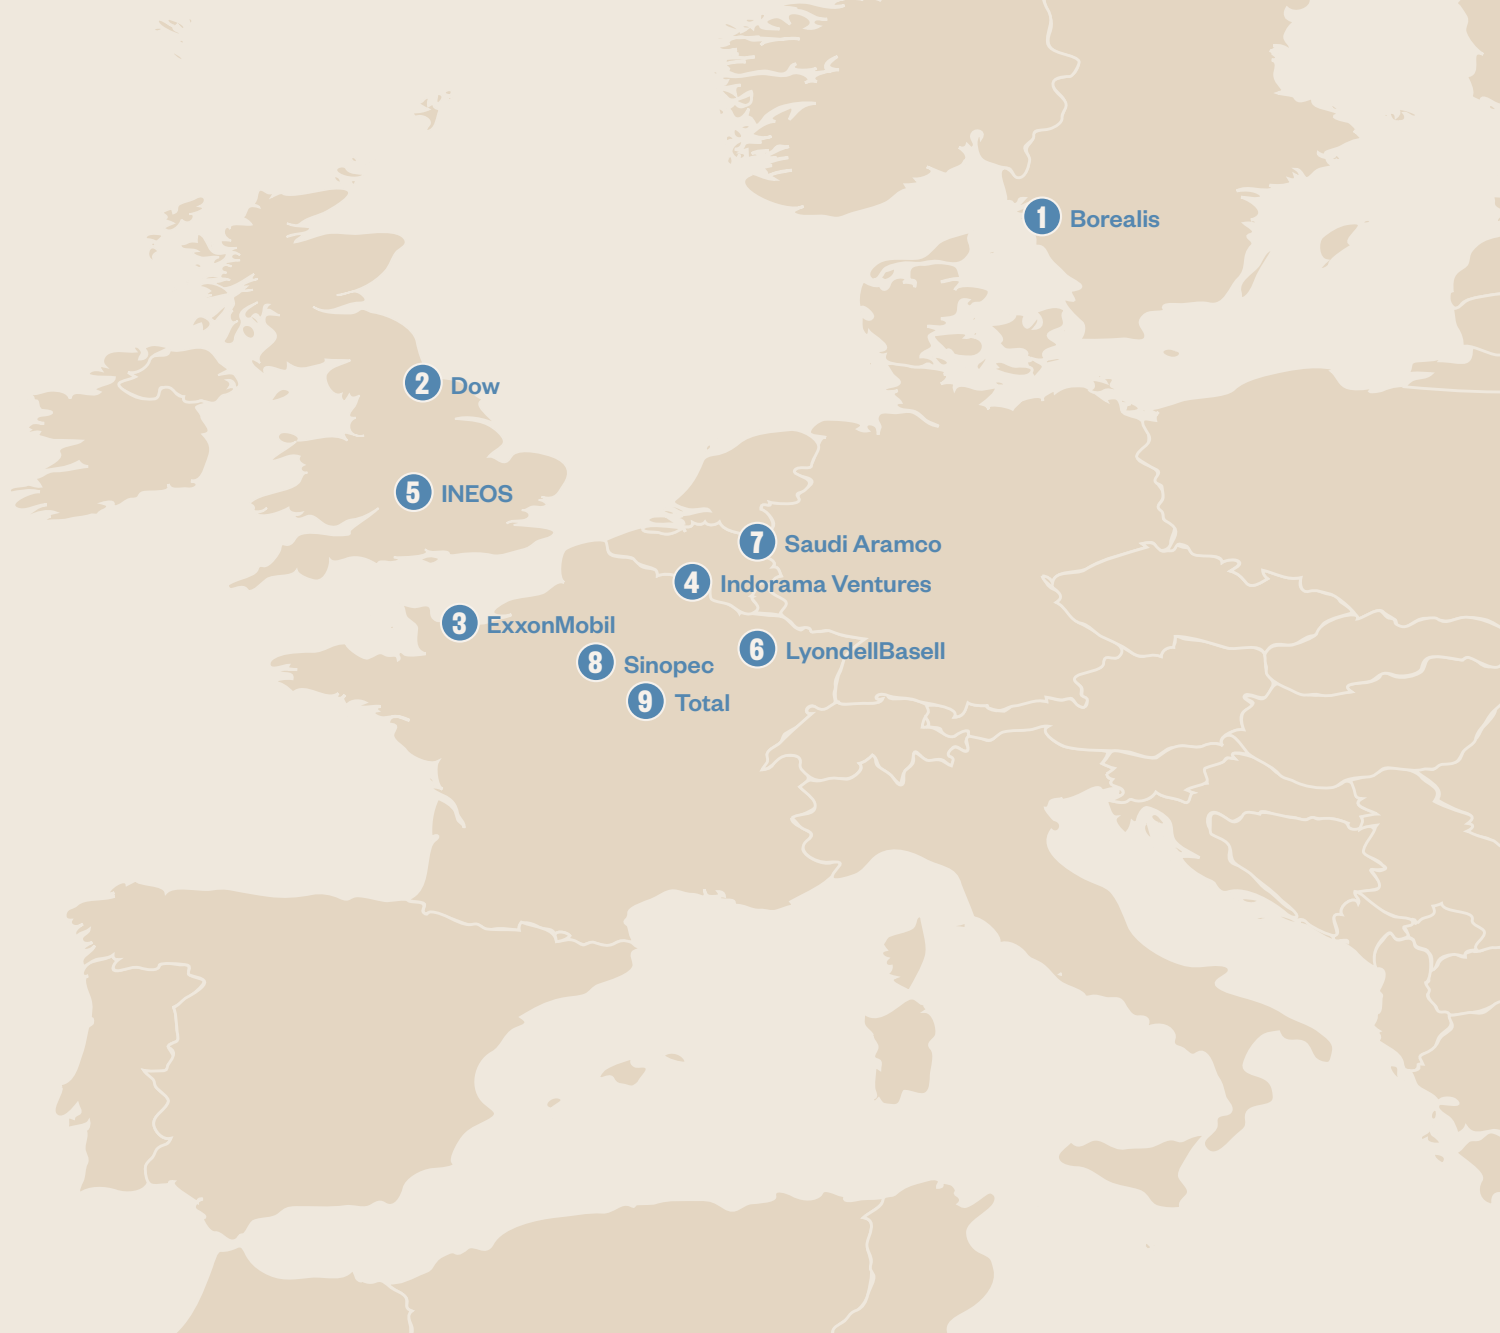 1 Borealis
2 Dow
5 INEOS
7 Saudi Aramco
4 Indorama Ventures
3 ExxonMobil
6 LyondellBasell
8 Sinopec
9 Total